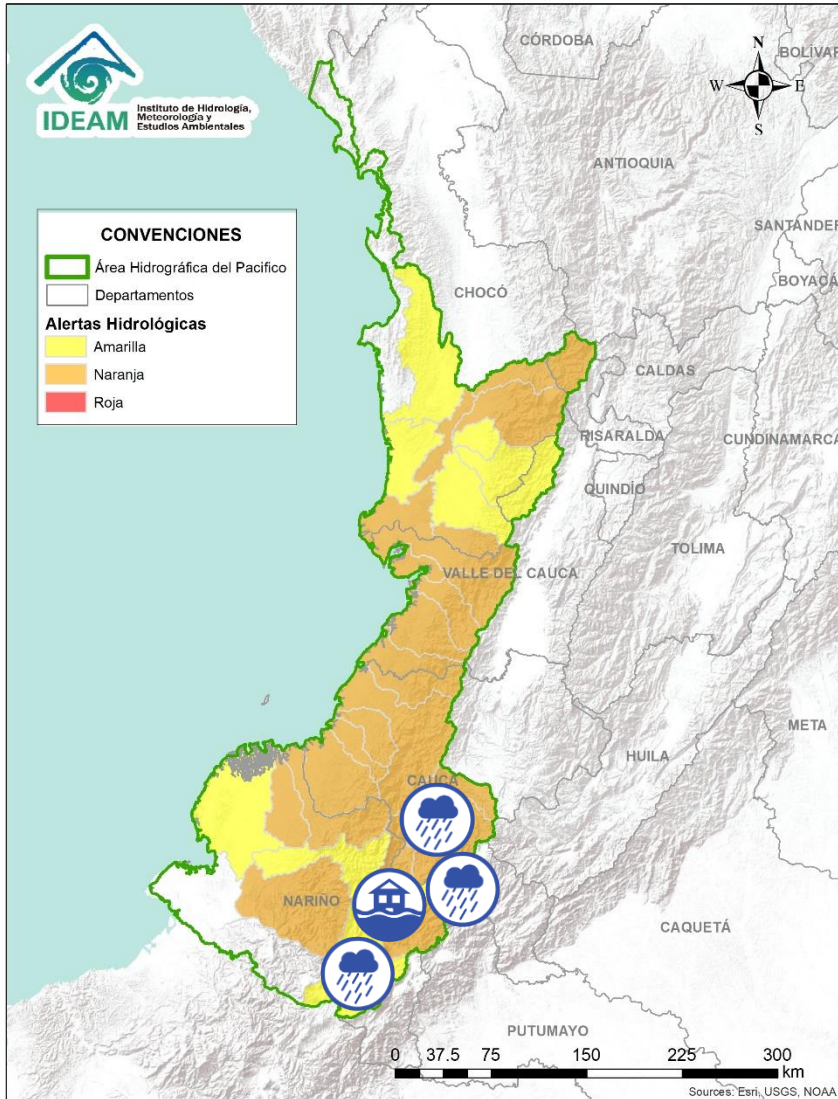 IDEAM
Instituto de Hidrología,
Meteorología y
Estudios Ambientales
N
W
E
S
CÓRDOBA
BOLÍVAR
ANTIOQUIA
SANTANDER
BOYACÁ
CHOCÓ
CALDAS
RISARALDA
CUNDINAMARCA
QUINDÍO
TOLIMA
VALLE DEL CAUCA
META
HUILA
CAUCA
NARIÑO
CAQUETÁ
PUTUMAYO
CONVENCIONES
Área Hidrográfica del Pacifico
Departamentos
Alertas Hidrológicas
Amarilla
Naranja
Roja
0 37.5 75 150 225 300
km
Sources: Esri, USGS, NOAA